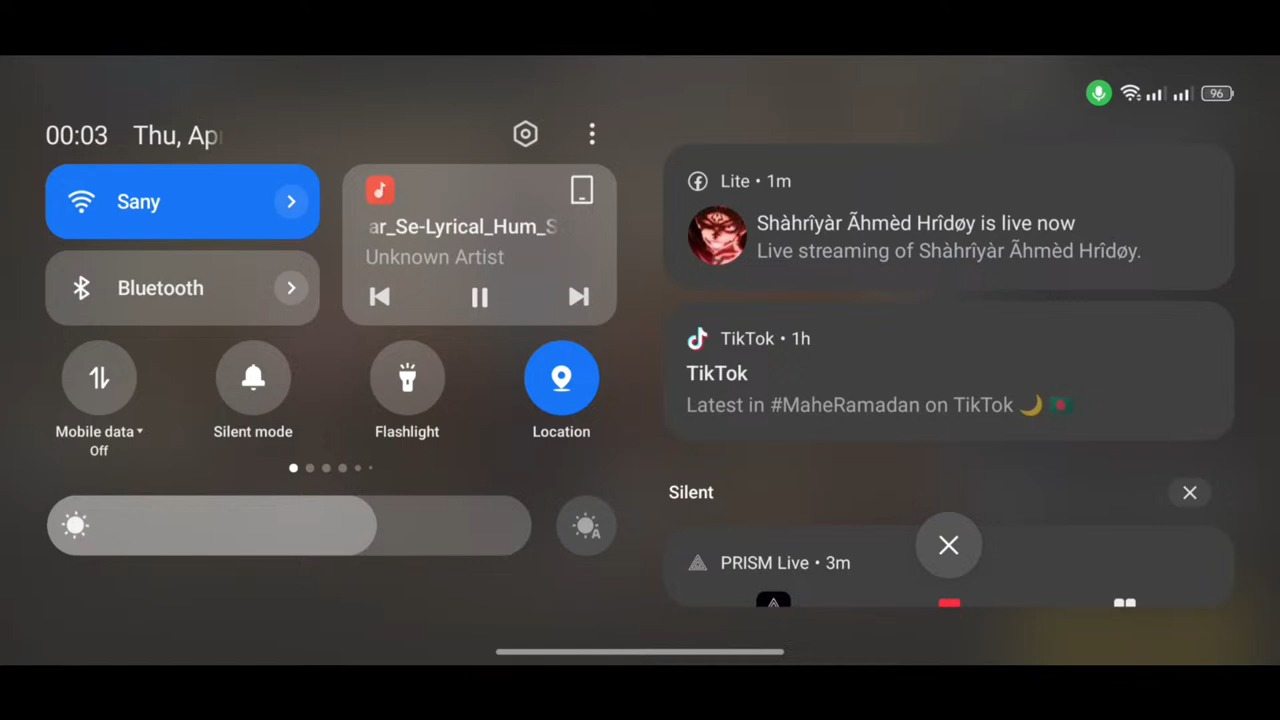 96
00:03 Thu, Ap
Sany
Bluetooth
ar_Se-Lyrical_Hum_S
Unknown Artist
Mobile data
Off
Silent mode
Flashlight
Location
A
Lite • 1m
Shàhrîyàr Ãhmèd Hrîdøy is live now
Live streaming of Shàhrîyàr Ãhmèd Hrîdøy.
TikTok • 1h
TikTok
Latest in #MaheRamadan on TikTok 🌙 🇧🇩
Silent
PRISM Live • 3m